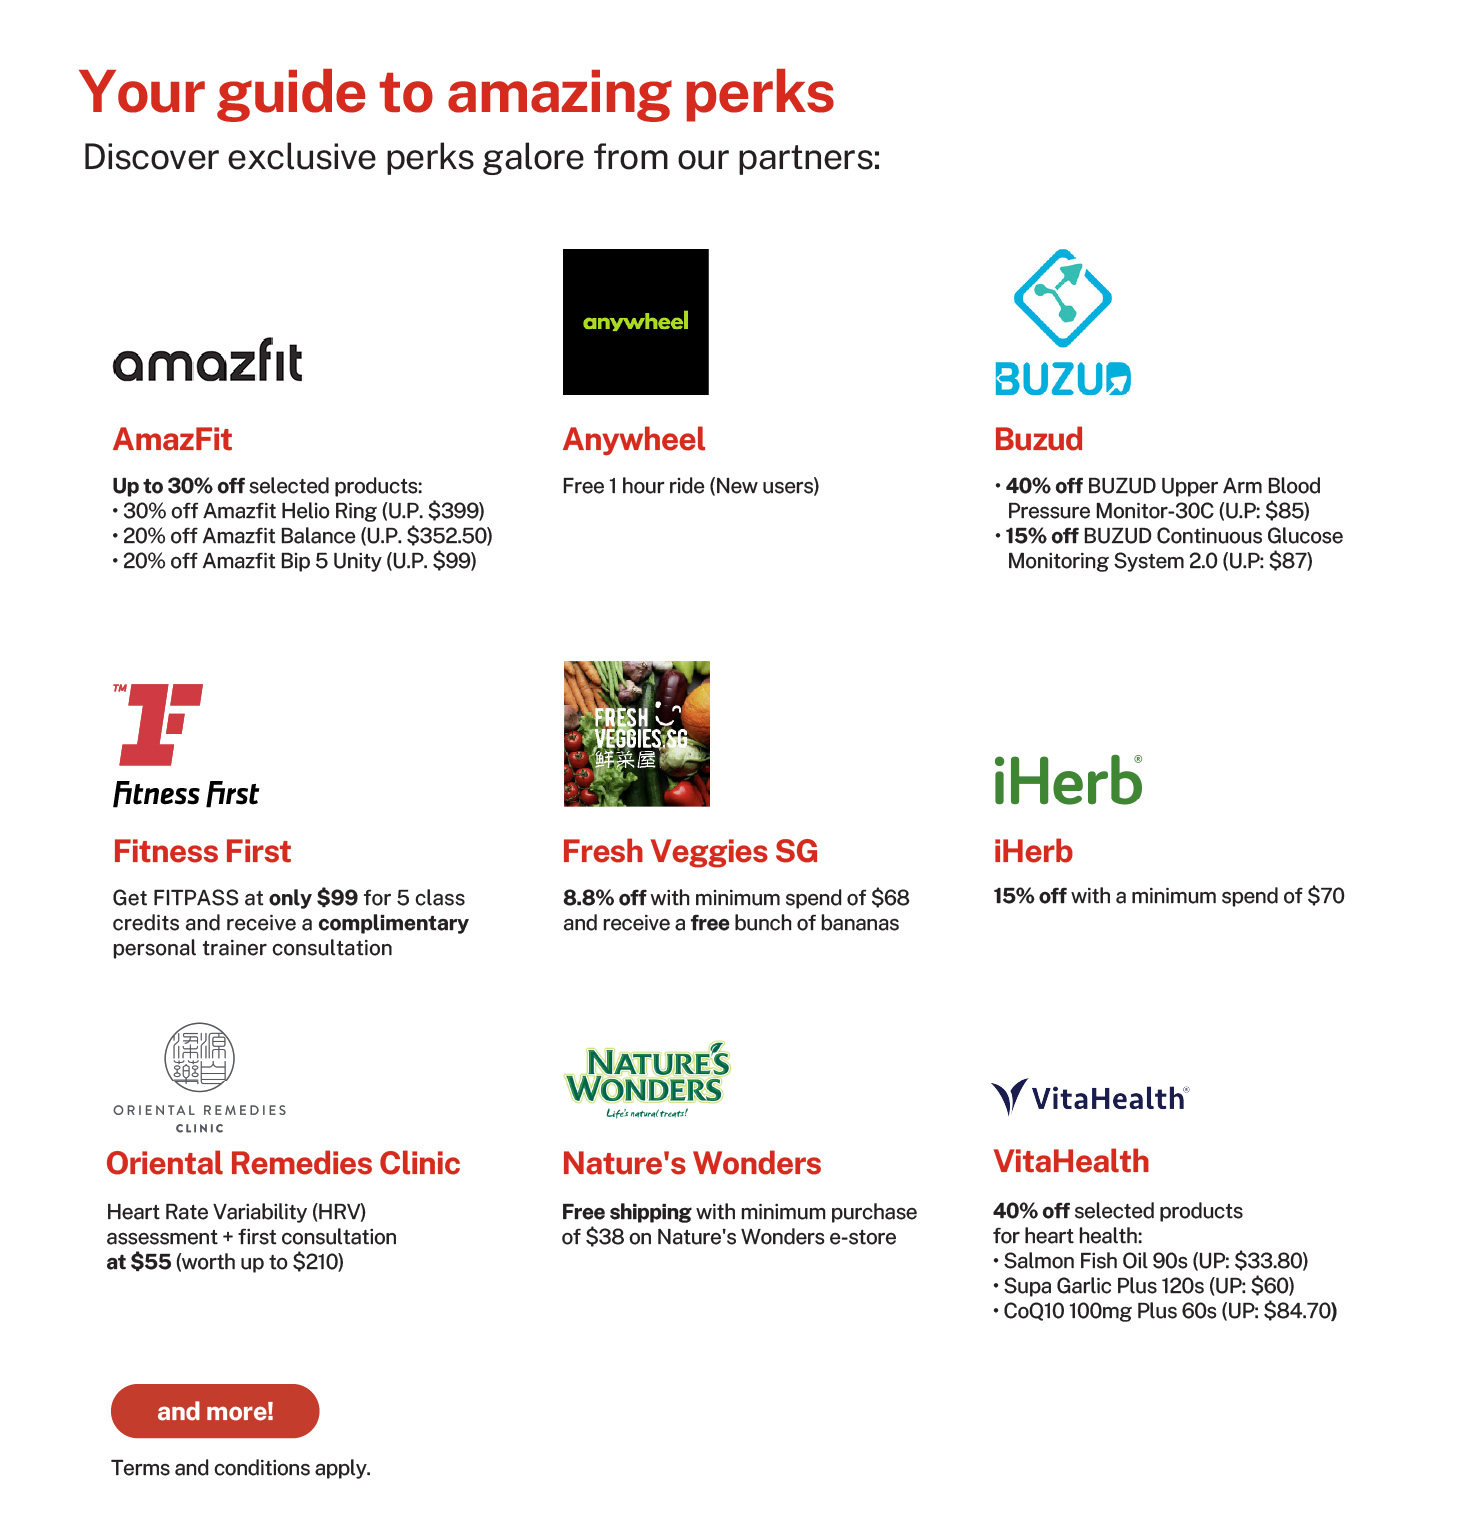 Your guide to amazing perks
Discover exclusive perks galore from our partners:
amazfit
AmazFit
Up to 30% off selected products:
• 30% off Amazfit Helio Ring (U.P. $399)
• 20% off Amazfit Balance (U.P. $352.50)
• 20% off Amazfit Bip 5 Unity (U.P. $99)
anywheel
Anywheel
Free 1 hour ride (New users)
BUZUD
Buzud
• 40% off BUZUD Upper Arm Blood
Pressure Monitor-30C (U.P: $85)
• 15% off BUZUD Continuous Glucose
Monitoring System 2.0 (U.P: $87)
TM
Fitness First
Fitness First
Get FITPASS at only $99 for 5 class
credits and receive a complimentary
personal trainer consultation
FRESH
VEGGIES.SG
鲜菜屋
Fresh Veggies SG
8.8% off with minimum spend of $68
and receive a free bunch of bananas
iHerb®
iHerb
15% off with a minimum spend of $70
ORIENTAL REMEDIES
CLINIC
Oriental Remedies Clinic
Heart Rate Variability (HRV)
assessment + first consultation
at $55 (worth up to $210)
NATURE'S
WONDERS
Life's natural treats!
Nature's Wonders
Free shipping with minimum purchase
of $38 on Nature's Wonders e-store
VitaHealth®
VitaHealth
40% off selected products
for heart health:
• Salmon Fish Oil 90s (UP: $33.80)
• Supa Garlic Plus 120s (UP: $60)
• CoQ10 100mg Plus 60s (UP: $84.70)
and more!
Terms and conditions apply.